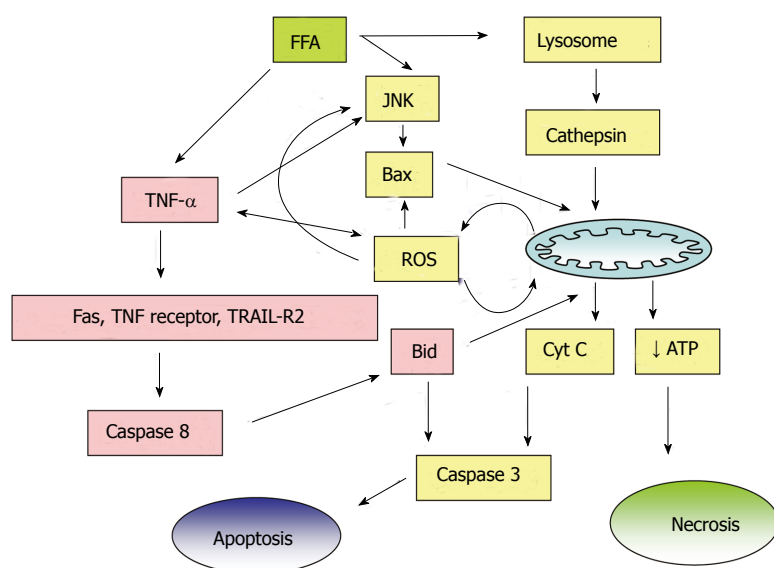 FFA
Lysosome
JNK
Cathepsin
Bax
TNF-α
ROS
Fas, TNF receptor, TRAIL-R2
Bid
Cyt C
↓ ATP
Caspase 8
Caspase 3
Apoptosis
Necrosis